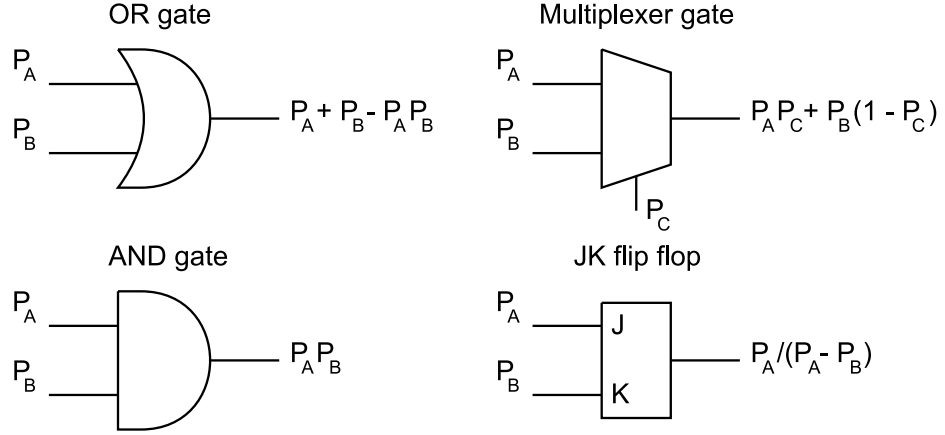 OR gate
P_A
P_B
P_A + P_B - P_A P_B
Multiplexer gate
P_A
P_B
P_A P_C + P_B (1 - P_C)
P_C
AND gate
P_A
P_B
P_A P_B
JK flip flop
P_A
P_B
J
K
P_A/(P_A - P_B)